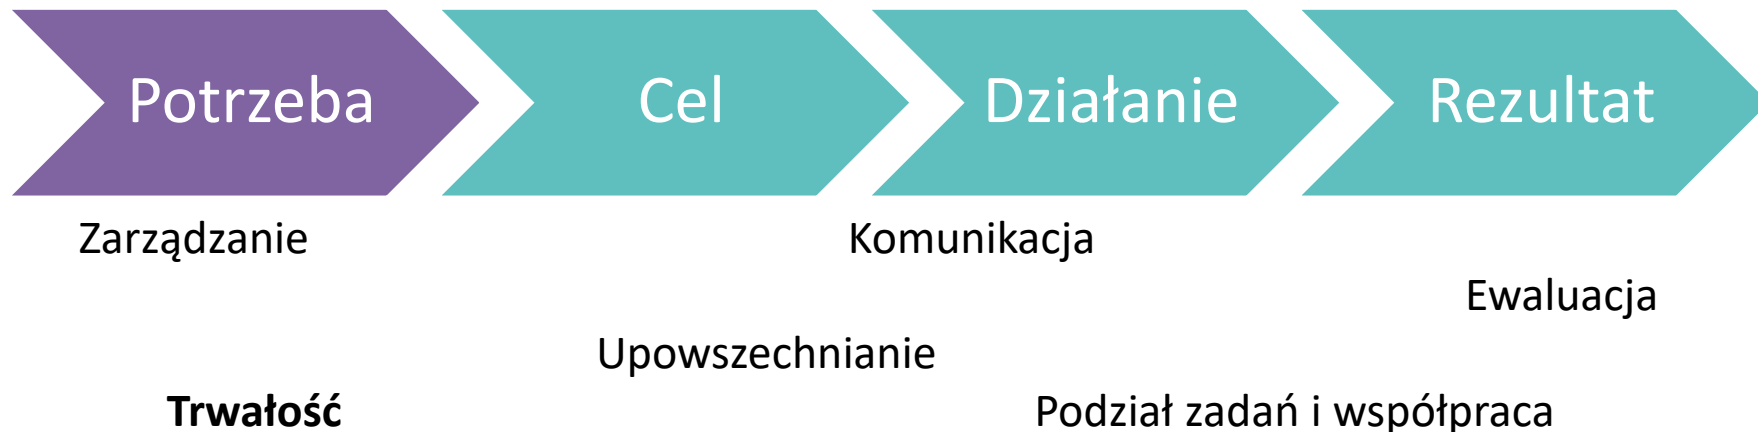 Potrzeba Cel Działanie Rezultat
Zarządzanie Komunikacja
Ewaluacja
Upowszechnianie
Trwałość Podział zadań i współpraca